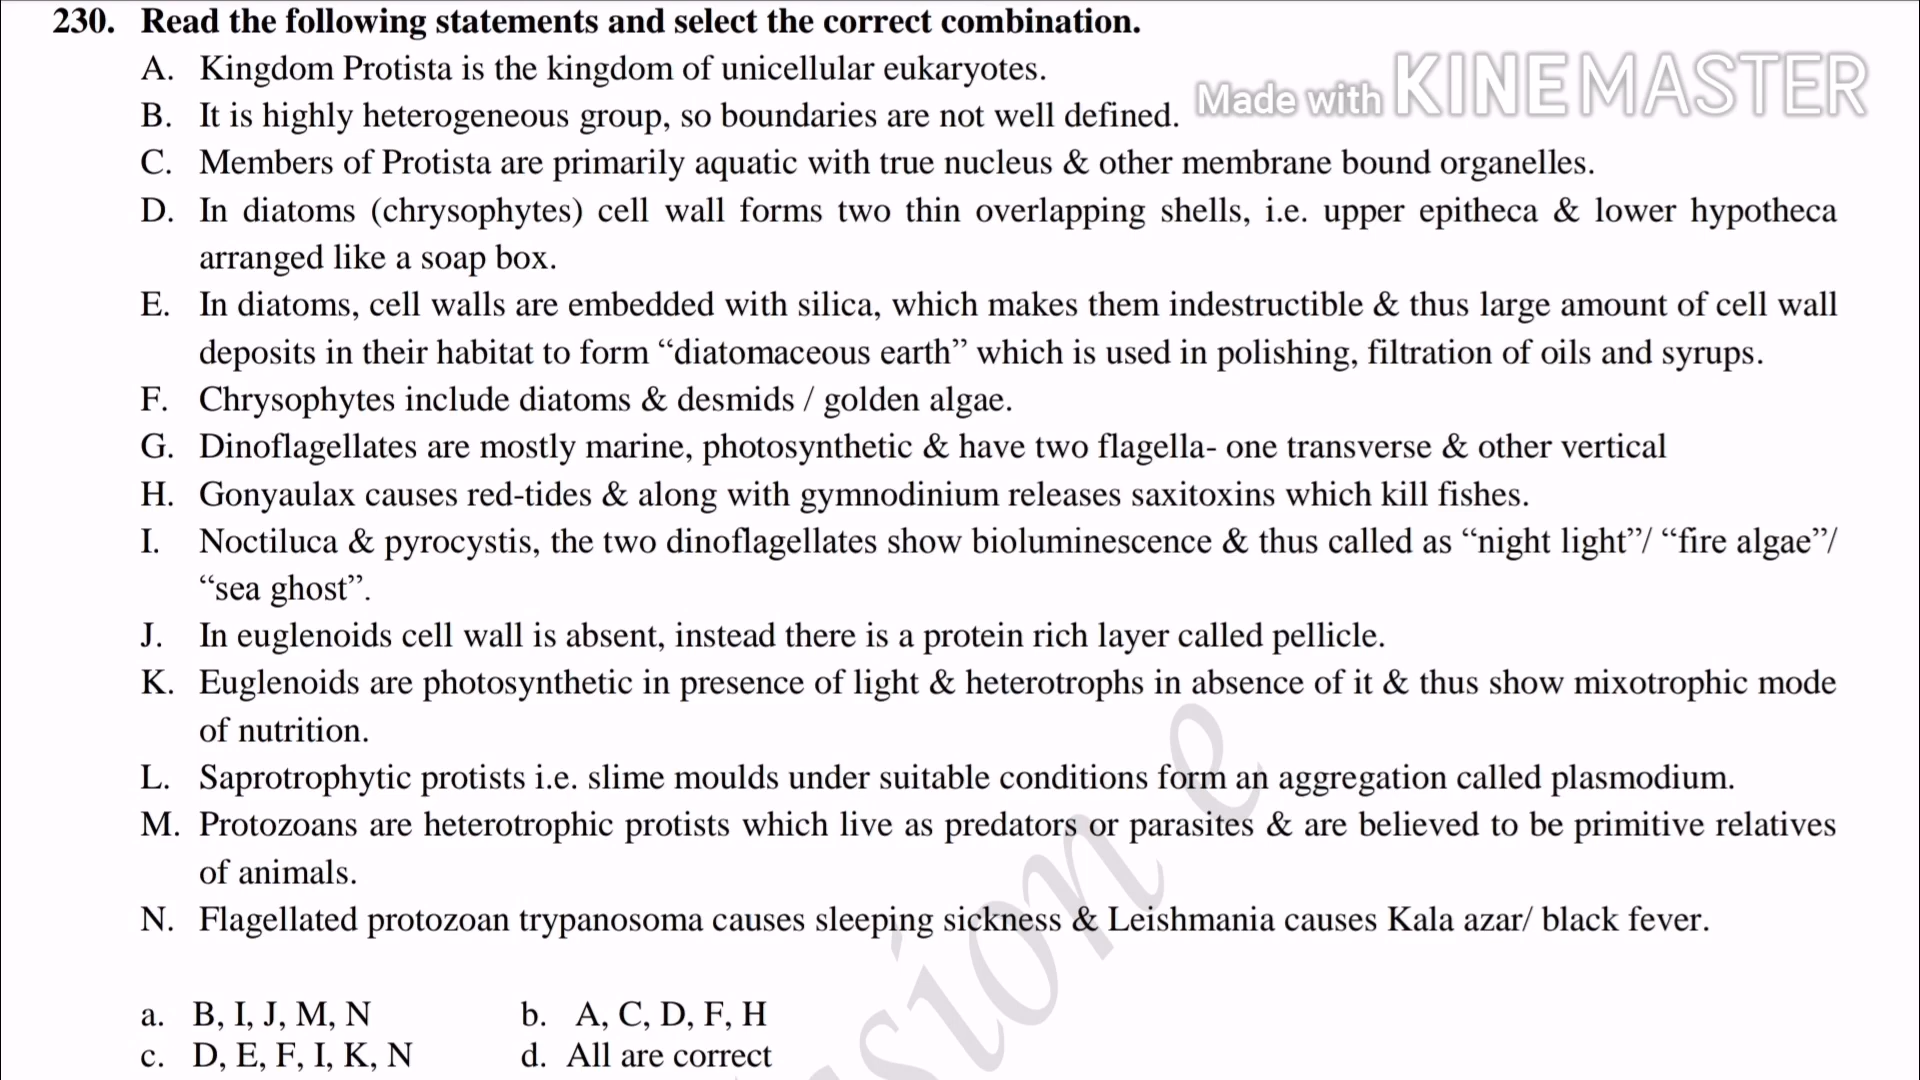 230. Read the following statements and select the correct combination.
A. Kingdom Protista is the kingdom of unicellular eukaryotes.
Made with KINEMASTER
B. It is highly heterogeneous group, so boundaries are not well defined.
C. Members of Protista are primarily aquatic with true nucleus & other membrane bound organelles.
D. In diatoms (chrysophytes) cell wall forms two thin overlapping shells, i.e. upper epitheca & lower hypotheca
arranged like a soap box.
E. In diatoms, cell walls are embedded with silica, which makes them indestructible & thus large amount of cell wall
deposits in their habitat to form “diatomaceous earth” which is used in polishing, filtration of oils and syrups.
F. Chrysophytes include diatoms & desmids / golden algae.
G. Dinoflagellates are mostly marine, photosynthetic & have two flagella- one transverse & other vertical
H. Gonyaulax causes red-tides & along with gymnodinium releases saxitoxins which kill fishes.
I. Noctiluca & pyrocystis, the two dinoflagellates show bioluminescence & thus called as “night light”/ “fire algae”/
“sea ghost”.
J. In euglenoids cell wall is absent, instead there is a protein rich layer called pellicle.
K. Euglenoids are photosynthetic in presence of light & heterotrophs in absence of it & thus show mixotrophic mode
of nutrition.
L. Saprotrophytic protists i.e. slime moulds under suitable conditions form an aggregation called plasmodium.
M. Protozoans are heterotrophic protists which live as predators or parasites & are believed to be primitive relatives
of animals.
N. Flagellated protozoan trypanosoma causes sleeping sickness & Leishmania causes Kala azar/ black fever.
a. B, I, J, M, N b. A, C, D, F, H
c. D, E, F, I, K, N d. All are correct